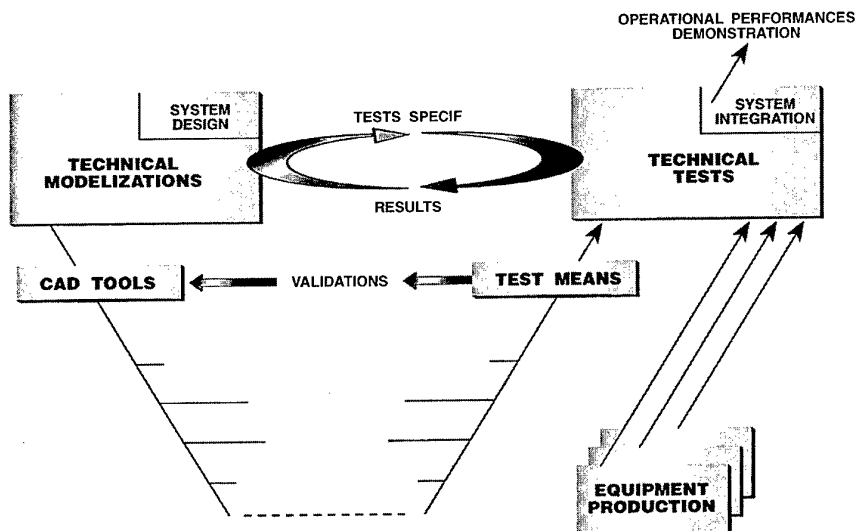 OPERATIONAL PERFORMANCES
DEMONSTRATION
SYSTEM
DESIGN
TECHNICAL
MODELIZATIONS
TESTS SPECIF
RESULTS
SYSTEM
INTEGRATION
TECHNICAL
TESTS
CAD TOOLS
VALIDATIONS
TEST MEANS
EQUIPMENT
PRODUCTION